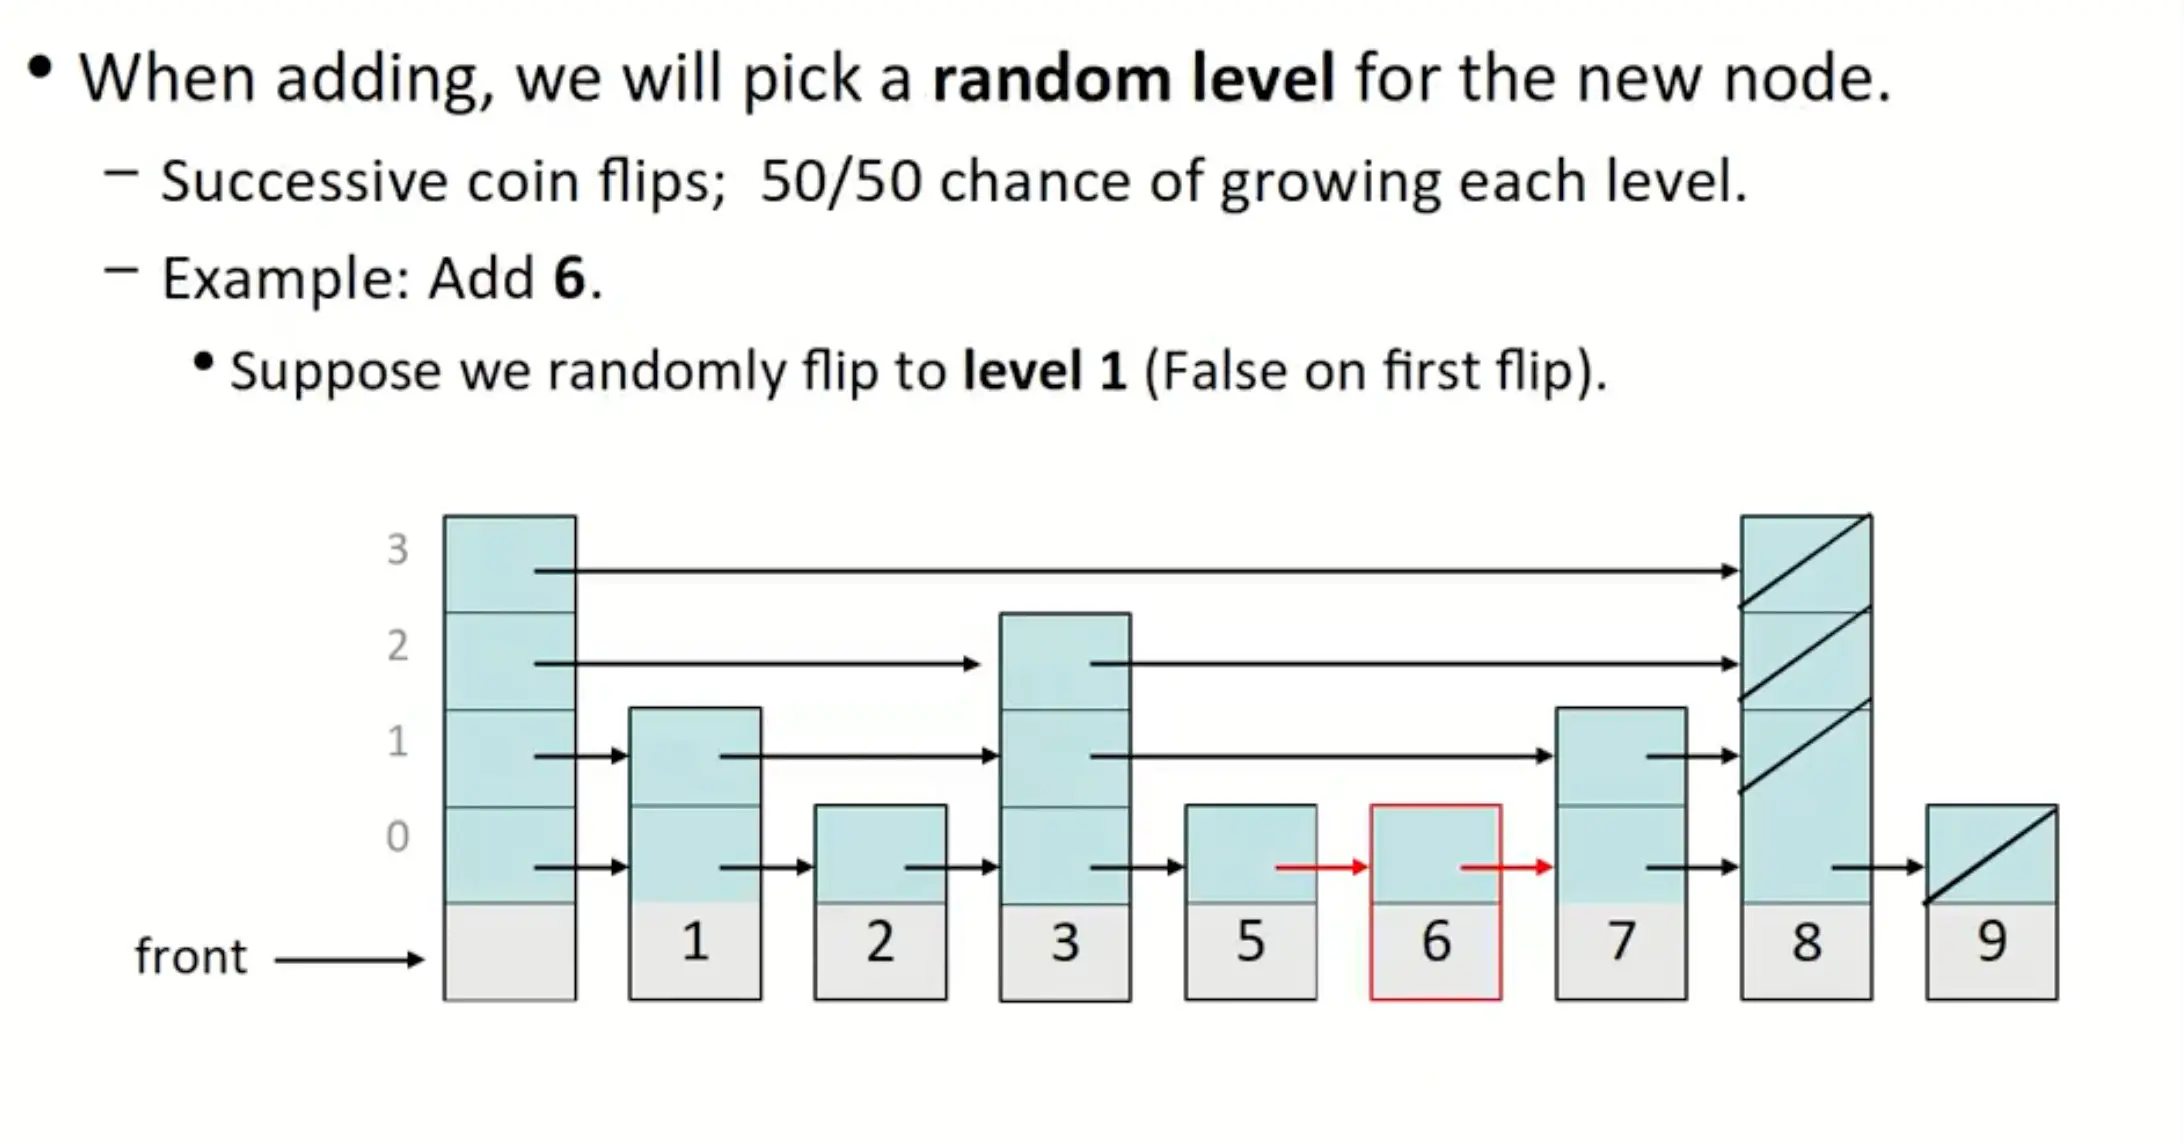 • When adding, we will pick a random level for the new node.
– Successive coin flips; 50/50 chance of growing each level.
– Example: Add 6.
• Suppose we randomly flip to level 1 (False on first flip).
3
2
1
0
front
1 2 3 5 6 7 8 9